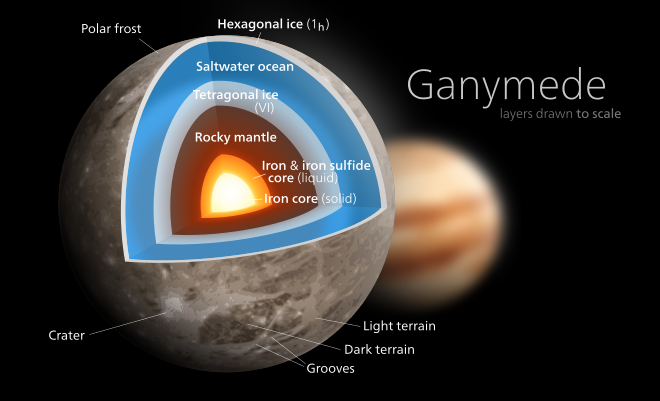 Hexagonal ice (1h)
Polar frost
Saltwater ocean
Ganymede
layers drawn to scale
Tetragonal ice
(VI)
Rocky mantle
Iron & iron sulfide
core (liquid)
Iron core (solid)
Light terrain
Crater
Dark terrain
Grooves